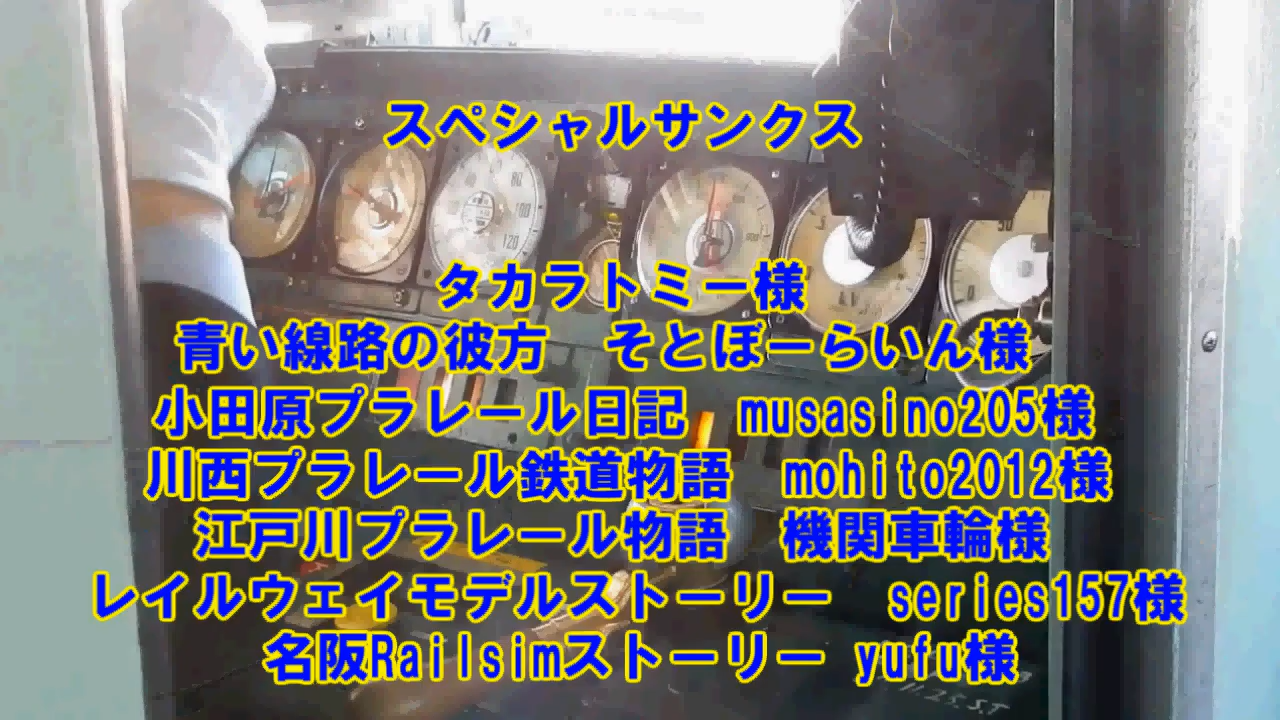 スペシャルサンクス
80
100
120
50
0
タカラトミー様
青い線路の彼方　そとぼーらいん様
小田原プラレール日記　musasino205様
川西プラレール鉄道物語　mohito2012様
江戸川プラレール物語　機関車輪様
レイルウェイモデルストーリー　series157様
名阪Railsimストーリー yufu様
11.25.S.T